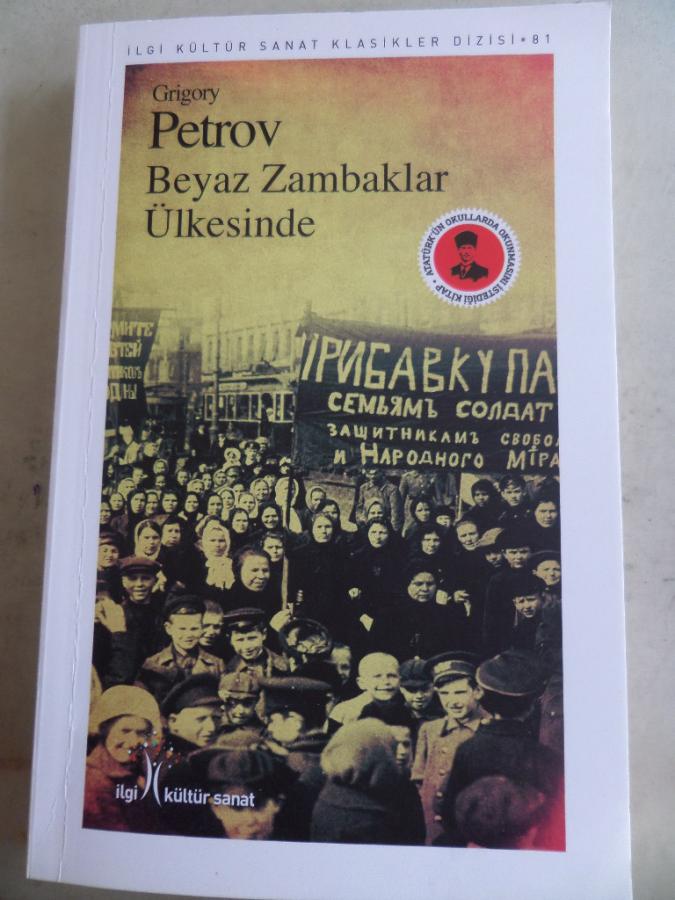 İLGİ KÜLTÜR SANAT KLASİKLER DİZİSİ • 81
Grigory
Petrov
Beyaz Zambaklar
Ülkesinde
ATATÜRK'ÜN OKULLARDA OKUNMASINI İSTEDİĞİ KİTAP •
ПРИБАВКУ ПА
СЕМЬЯМЪ СОЛДАТ
ЗАЩИТНИКАМЪ СВОБО
И НАРОДНОГО МІРА
ilgi kültür sanat